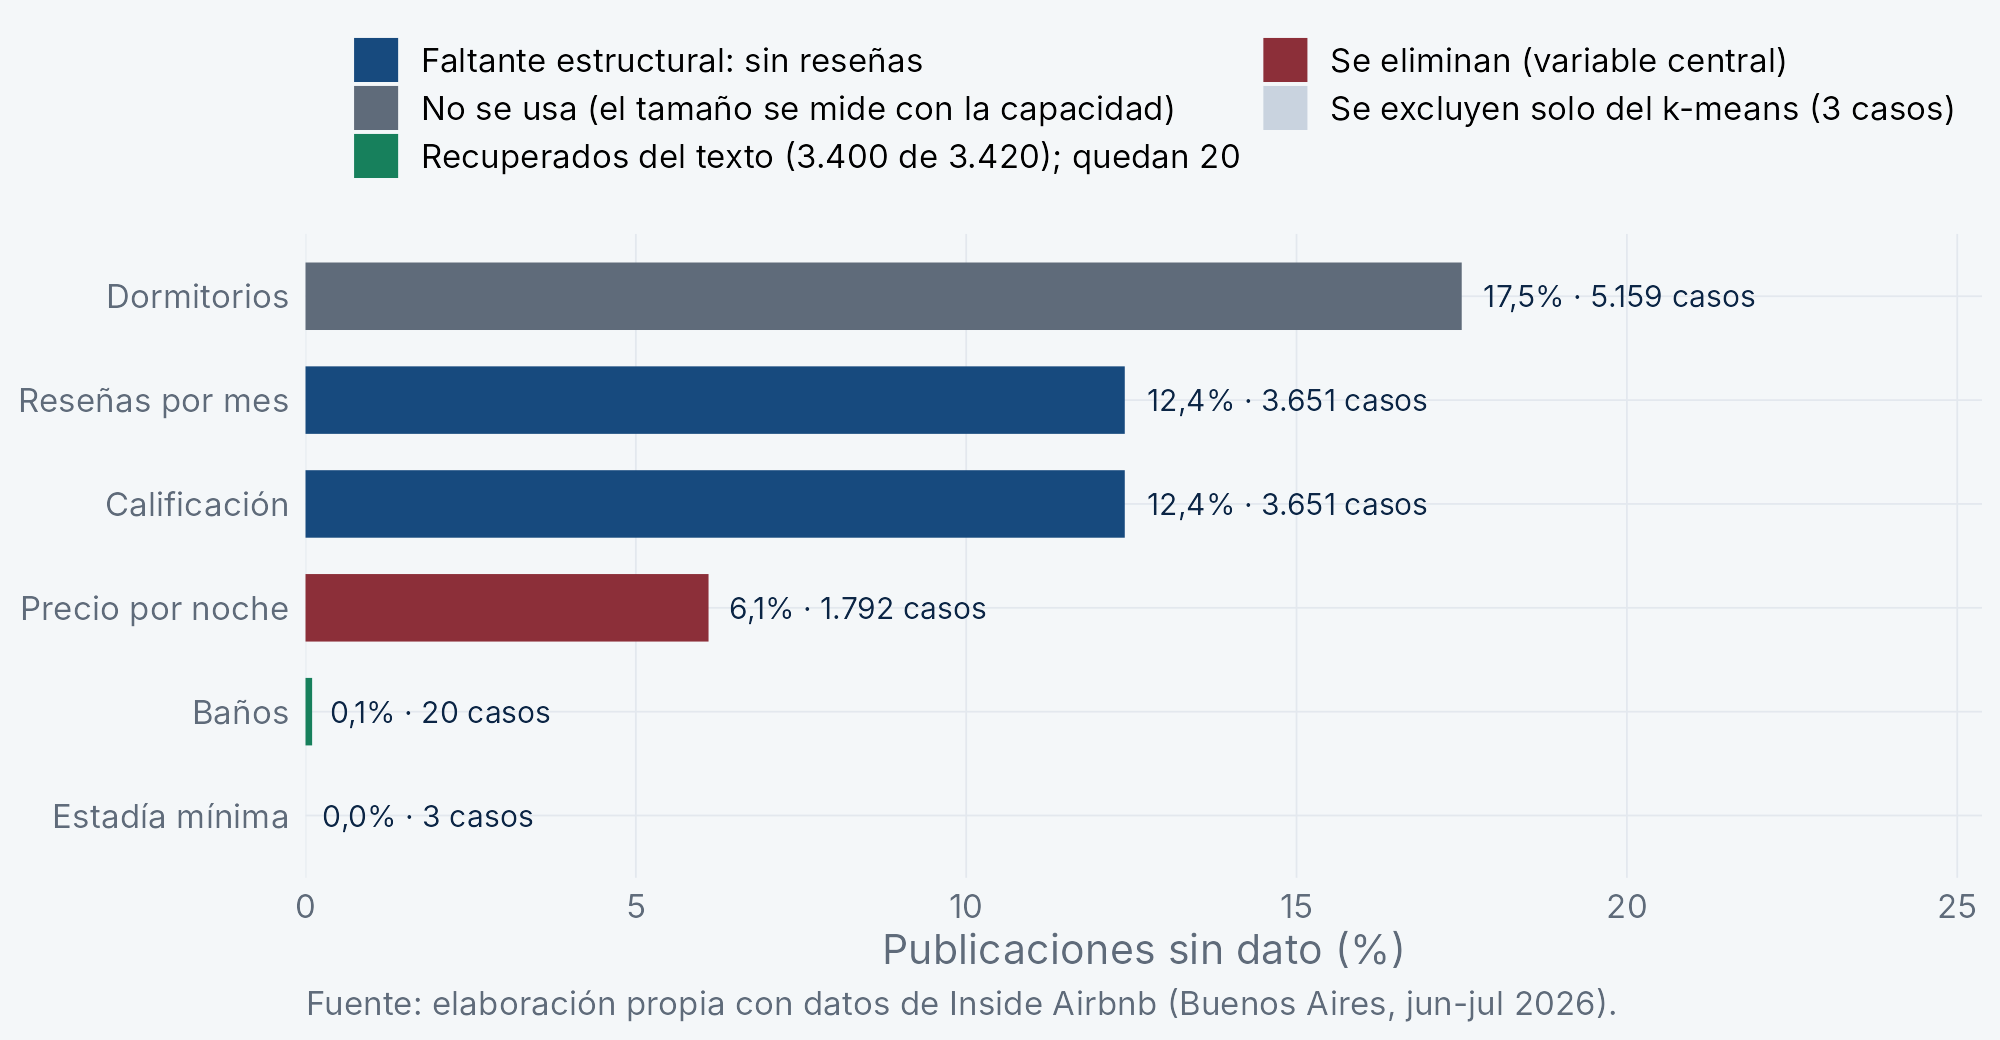 Faltante estructural: sin reseñas
Se eliminan (variable central)
No se usa (el tamaño se mide con la capacidad)
Se excluyen solo del k-means (3 casos)
Recuperados del texto (3.400 de 3.420); quedan 20
Dormitorios 17,5% · 5.159 casos
Reseñas por mes 12,4% · 3.651 casos
Calificación 12,4% · 3.651 casos
Precio por noche 6,1% · 1.792 casos
Baños 0,1% · 20 casos
Estadía mínima 0,0% · 3 casos
0 5 10 15 20 25
Publicaciones sin dato (%)
Fuente: elaboración propia con datos de Inside Airbnb (Buenos Aires, jun-jul 2026).